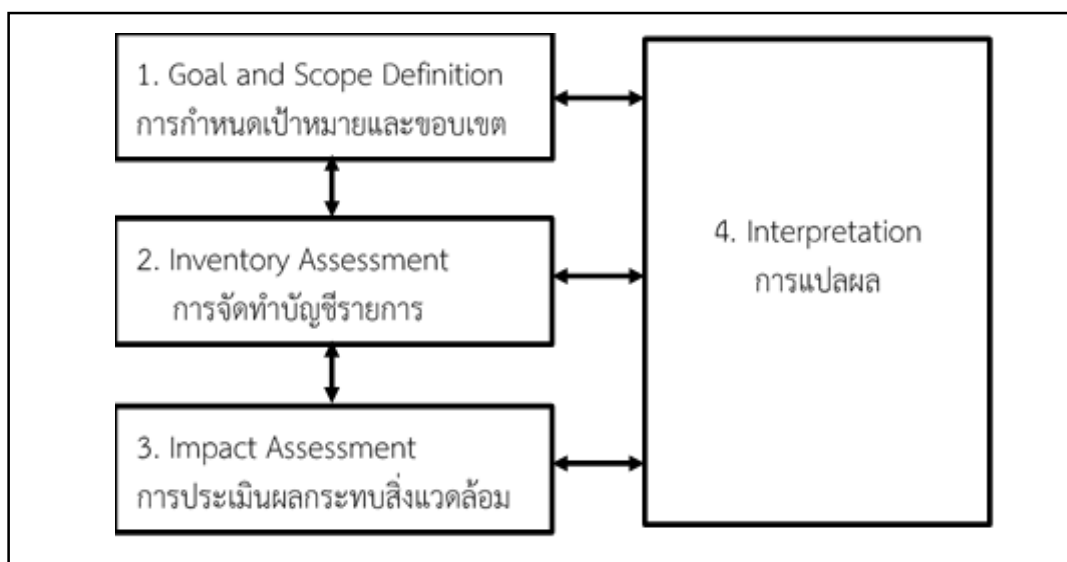 1. Goal and Scope Definition
การกำหนดเป้าหมายและขอบเขต
2. Inventory Assessment
การจัดทำบัญชีรายการ
3. Impact Assessment
การประเมินผลกระทบสิ่งแวดล้อม
4. Interpretation
การแปลผล